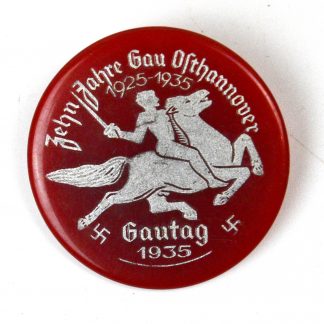 Zehn Jahre Gau Osthannover
1925-1935
Gautag
1935